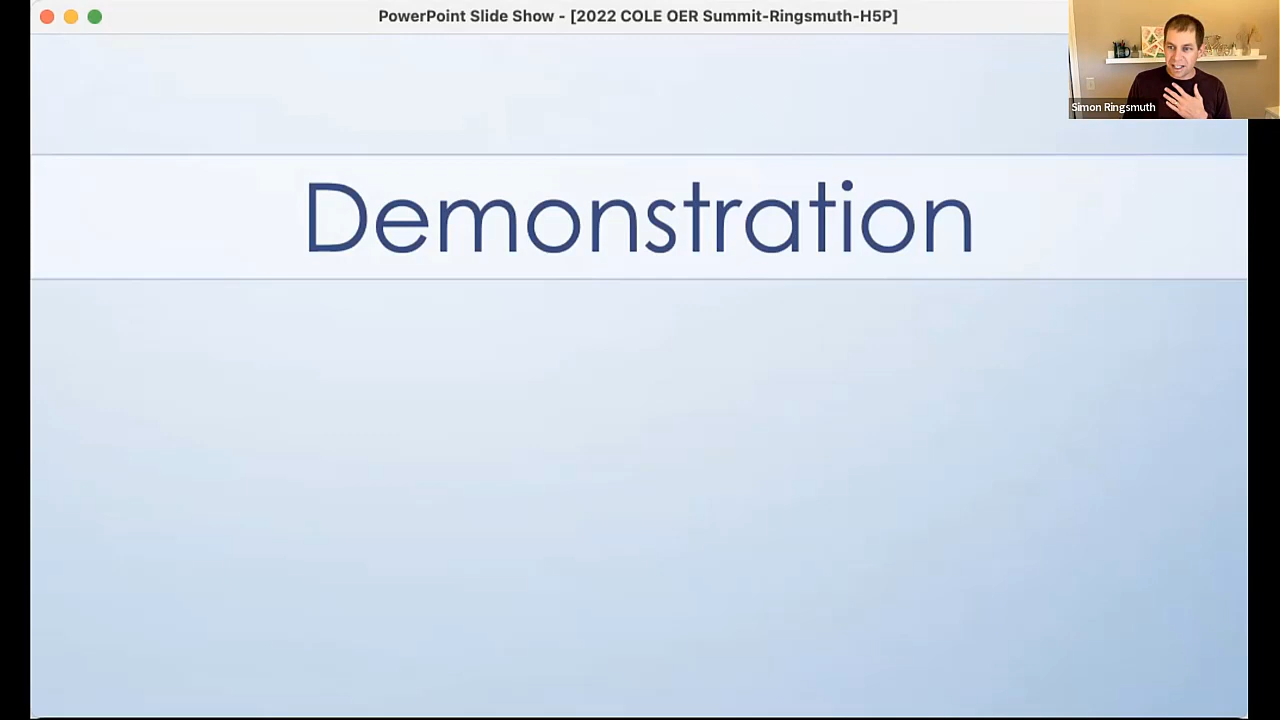 PowerPoint Slide Show - [2022 COLE OER Summit-Ringsmuth-H5P]
Simon Ringsmuth
Demonstration